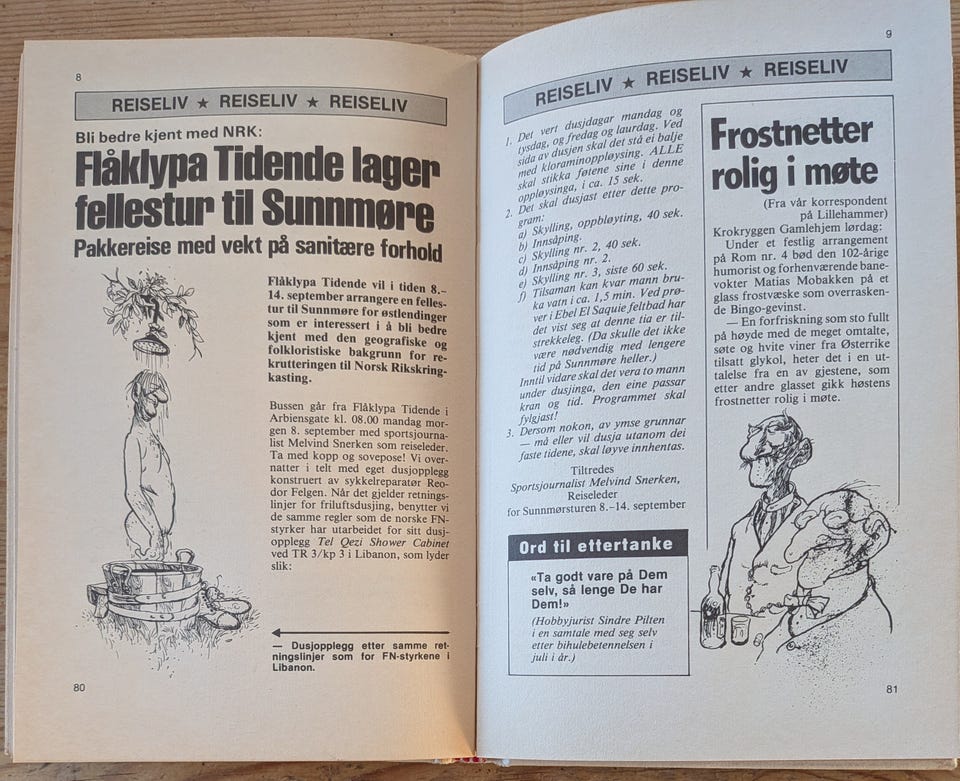 8
REISELIV ★ REISELIV ★ REISELIV
Bli bedre kjent med NRK:
Flåklypa Tidende lager
fellestur til Sunnmøre
Pakkereise med vekt på sanitære forhold
Flåklypa Tidende vil i tiden 8.–
14. september arrangere en felles-
tur til Sunnmøre for østlendinger
som er interessert i å bli bedre
kjent med den geografiske og
folkloristiske bakgrunn for re-
krutteringen til Norsk Rikskring-
kasting.
Bussen går fra Flåklypa Tidende i
Arbiensgate kl. 08.00 mandag mor-
gen 8. september med sportsjourna-
list Melvind Snerken som reiseleder.
Ta med kopp og sovepose! Vi over-
natter i telt med eget dusjopplegg
konstruert av sykkelreparatør Reo-
dor Felgen. Når det gjelder retnings-
linjer for friluftsdusjing, benytter vi
de samme regler som de norske FN-
styrker har utarbeidet for sitt dusj-
opplegg Tel Qezi Shower Cabinet
ved TR 3/kp 3 i Libanon, som lyder
slik:
— Dusjopplegg etter samme ret-
ningslinjer som for FN-styrkene i
Libanon.
80
9
REISELIV ★ REISELIV ★ REISELIV
1. Det vert dusjdagar mandag og
tysdag, og fredag og laurdag. Ved
sida av dusjen skal det stå ei balje
med kloraminoppløysing. ALLE
skal stikka føtene sine i denne
oppløysinga, i ca. 15 sek.
2. Det skal dusjast etter dette pro-
gram:
a) Skylling, oppbløyting, 40 sek.
b) Innsåping.
c) Skylling nr. 2, 40 sek.
d) Innsåping nr. 2.
e) Skylling nr. 3, siste 60 sek.
f) Tilsaman kan kvar mann bru-
ka vatn i ca. 1,5 min. Ved prø-
ver i Ebel El Saquie feltbad har
det vist seg at denne tia er til-
strekkeleg. (Da skulle det ikke
være nødvendig med lengere
tid på Sunnmøre heller.)
Inntil vidare skal det vera to mann
under dusjinga, den eine passar
kran og tid. Programmet skal
fylgjast!
3. Dersom nokon, av ymse grunnar
— må eller vil dusja utanom dei
faste tidene, skal løyve innhentas.
Tiltredes
Sportsjournalist Melvind Snerken,
Reiseleder
for Sunnmørsturen 8.–14. september
Ord til ettertanke
«Ta godt vare på Dem
selv, så lenge De har
Dem!»
(Hobbyjurist Sindre Pilten
i en samtale med seg selv
etter bihulebetennelsen i
juli i år.)
Frostnetter
rolig i møte
(Fra vår korrespondent
på Lillehammer)
Krokryggen Gamlehjem lørdag:
Under et festlig arrangement
på Rom nr. 4 bød den 102-årige
humorist og forhenværende bane-
vokter Matias Mobakken på et
glass frostvæske som overrasken-
de Bingo-gevinst.
— En forfriskning som sto fullt
på høyde med de meget omtalte,
søte og hvite viner fra Østerrike
tilsatt glykol, heter det i en ut-
talelse fra en av gjestene, som
etter andre glasset gikk høstens
frostnetter rolig i møte.
81